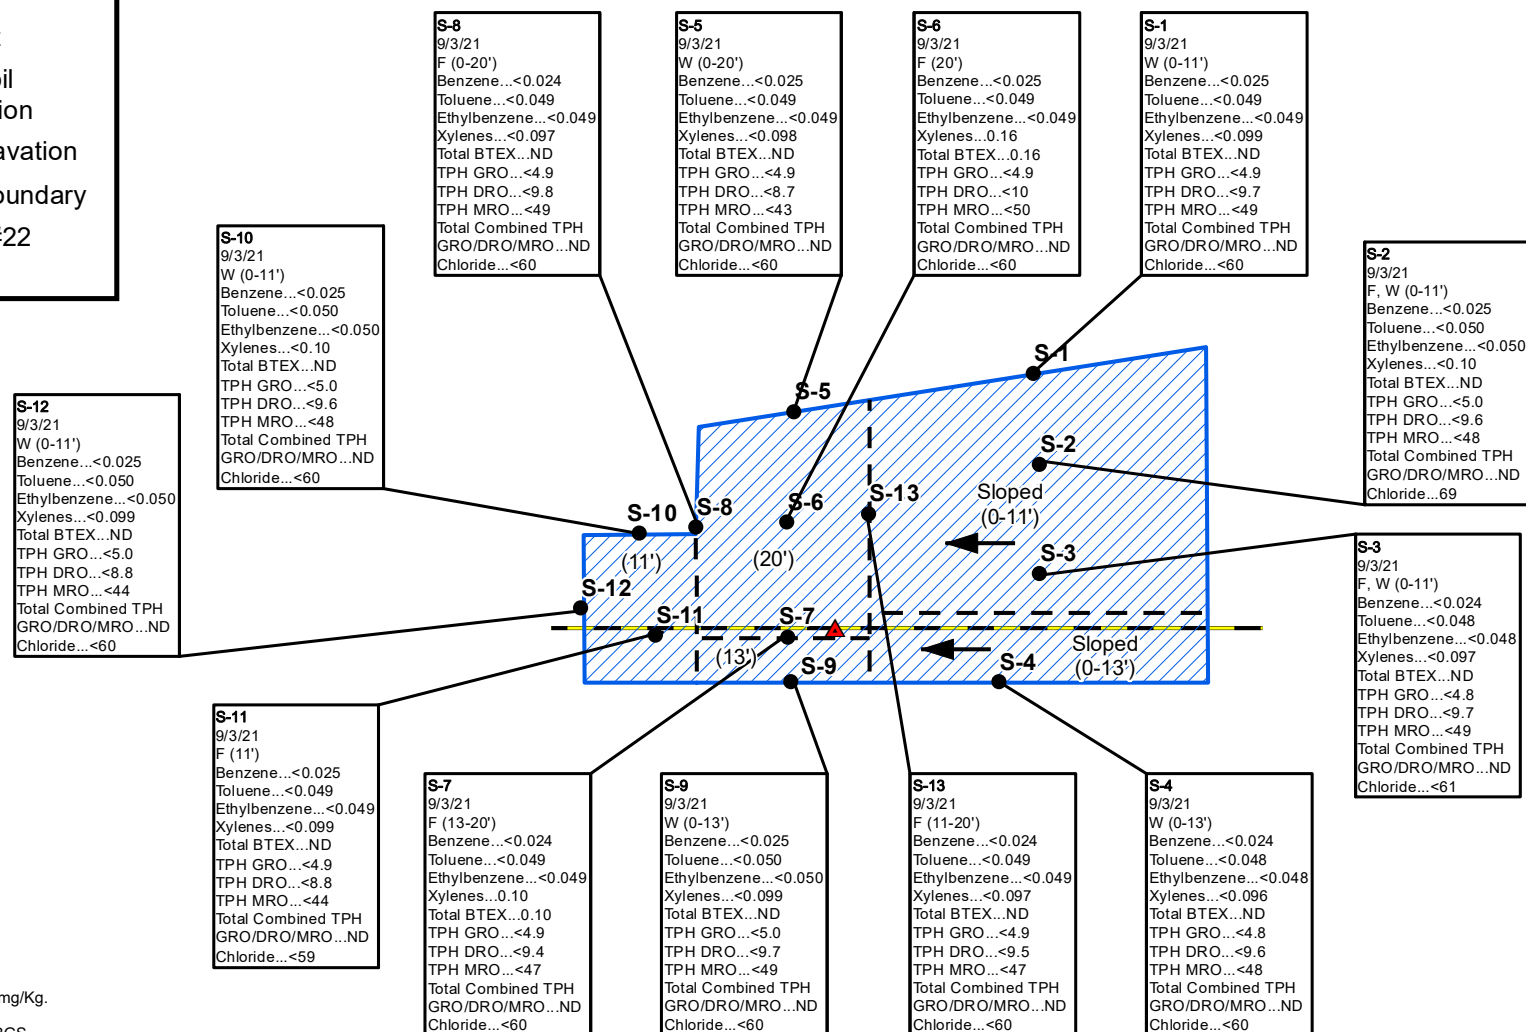 avation
oundary
22
S-8
9/3/21
F (0-20')
Benzene...<0.024
Toluene...<0.049
Ethylbenzene...<0.049
Xylenes...<0.097
Total BTEX...ND
TPH GRO...<4.9
TPH DRO...<9.8
TPH MRO...<49
Total Combined TPH
GRO/DRO/MRO...ND
Chloride...<60
S-5
9/3/21
W (0-20')
Benzene...<0.025
Toluene...<0.049
Ethylbenzene...<0.049
Xylenes...<0.098
Total BTEX...ND
TPH GRO...<4.9
TPH DRO...<8.7
TPH MRO...<43
Total Combined TPH
GRO/DRO/MRO...ND
Chloride...<60
S-6
9/3/21
F (20')
Benzene...<0.025
Toluene...<0.049
Ethylbenzene...<0.049
Xylenes...0.16
Total BTEX...0.16
TPH GRO...<4.9
TPH DRO...<10
TPH MRO...<50
Total Combined TPH
GRO/DRO/MRO...ND
Chloride...<60
S-1
9/3/21
W (0-11')
Benzene...<0.025
Toluene...<0.049
Ethylbenzene...<0.049
Xylenes...<0.099
Total BTEX...ND
TPH GRO...<4.9
TPH DRO...<9.7
TPH MRO...<49
Total Combined TPH
GRO/DRO/MRO...ND
Chloride...<60
S-10
9/3/21
W (0-11')
Benzene...<0.025
Toluene...<0.050
Ethylbenzene...<0.050
Xylenes...<0.10
Total BTEX...ND
TPH GRO...<5.0
TPH DRO...<9.6
TPH MRO...<48
Total Combined TPH
GRO/DRO/MRO...ND
Chloride...<60
S-2
9/3/21
F, W (0-11')
Benzene...<0.025
Toluene...<0.050
Ethylbenzene...<0.050
Xylenes...<0.10
Total BTEX...ND
TPH GRO...<5.0
TPH DRO...<9.6
TPH MRO...<48
Total Combined TPH
GRO/DRO/MRO...ND
Chloride...69
S-12
9/3/21
W (0-11')
Benzene...<0.025
Toluene...<0.050
Ethylbenzene...<0.050
Xylenes...<0.099
Total BTEX...ND
TPH GRO...<5.0
TPH DRO...<8.8
TPH MRO...<44
Total Combined TPH
GRO/DRO/MRO...ND
Chloride...<60
S-1
S-5
S-2
S-13
Sloped
(0-11')
S-6
S-8
S-10
(11')
(20')
S-3
S-12
S-11
S-7
(13')
Sloped
(0-13')
S-9
S-4
S-3
9/3/21
F, W (0-11')
Benzene...<0.024
Toluene...<0.048
Ethylbenzene...<0.048
Xylenes...<0.097
Total BTEX...ND
TPH GRO...<4.8
TPH DRO...<9.7
TPH MRO...<49
Total Combined TPH
GRO/DRO/MRO...ND
Chloride...<61
S-11
9/3/21
F (11')
Benzene...<0.025
Toluene...<0.049
Ethylbenzene...<0.049
Xylenes...<0.099
Total BTEX...ND
TPH GRO...<4.9
TPH DRO...<8.8
TPH MRO...<44
Total Combined TPH
GRO/DRO/MRO...ND
Chloride...<59
S-7
9/3/21
F (13-20')
Benzene...<0.024
Toluene...<0.049
Ethylbenzene...<0.049
Xylenes...0.10
Total BTEX...0.10
TPH GRO...<4.9
TPH DRO...<9.4
TPH MRO...<47
Total Combined TPH
GRO/DRO/MRO...ND
Chloride...<60
S-9
9/3/21
W (0-13')
Benzene...<0.025
Toluene...<0.050
Ethylbenzene...<0.050
Xylenes...<0.099
Total BTEX...ND
TPH GRO...<5.0
TPH DRO...<9.7
TPH MRO...<49
Total Combined TPH
GRO/DRO/MRO...ND
Chloride...<60
S-13
9/3/21
F (11-20')
Benzene...<0.024
Toluene...<0.049
Ethylbenzene...<0.049
Xylenes...<0.097
Total BTEX...ND
TPH GRO...<4.9
TPH DRO...<9.5
TPH MRO...<47
Total Combined TPH
GRO/DRO/MRO...ND
Chloride...<60
S-4
9/3/21
W (0-13')
Benzene...<0.024
Toluene...<0.048
Ethylbenzene...<0.048
Xylenes...<0.096
Total BTEX...ND
TPH GRO...<4.8
TPH DRO...<9.6
TPH MRO...<48
Total Combined TPH
GRO/DRO/MRO...ND
Chloride...<60
mg/Kg.